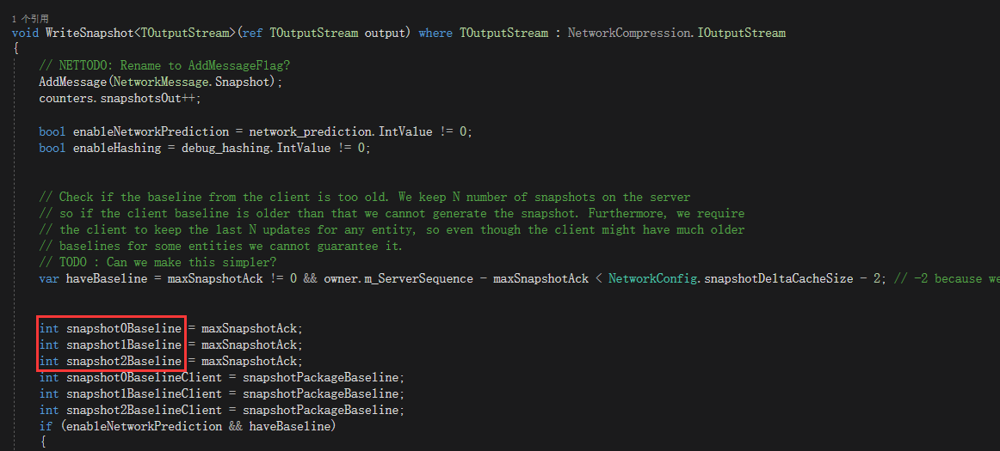 1 个引用
void WriteSnapshot<TOutputStream>(ref TOutputStream output) where TOutputStream : NetworkCompression.IOutputStream
{
// NETTODO: Rename to AddMessageFlag?
AddMessage(NetworkMessage.Snapshot);
counters.snapshotsOut++;
bool enableNetworkPrediction = network_prediction.IntValue != 0;
bool enableHashing = debug_hashing.IntValue != 0;
// Check if the baseline from the client is too old. We keep N number of snapshots on the server
// so if the client baseline is older than that we cannot generate the snapshot. Furthermore, we require
// the client to keep the last N updates for any entity, so even though the client might have much older
// baselines for some entities we cannot guarantee it.
// TODO : Can we make this simpler?
var haveBaseline = maxSnapshotAck != 0 && owner.m_ServerSequence - maxSnapshotAck < NetworkConfig.snapshotDeltaCacheSize - 2; // -2 because we
int snapshot0Baseline = maxSnapshotAck;
int snapshot1Baseline = maxSnapshotAck;
int snapshot2Baseline = maxSnapshotAck;
int snapshot0BaselineClient = snapshotPackageBaseline;
int snapshot1BaselineClient = snapshotPackageBaseline;
int snapshot2BaselineClient = snapshotPackageBaseline;
if (enableNetworkPrediction && haveBaseline)
{